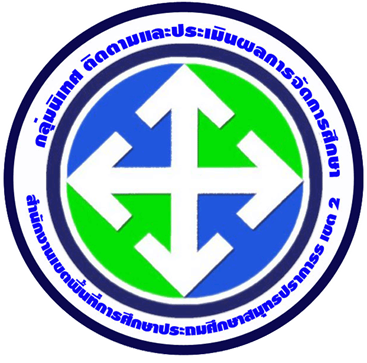 กลุ่มนิเทศ ติดตามและประเมินผลการจัดการศึกษา
สำนักงานเขตพื้นที่การศึกษาประถมศึกษาสมุทรปราการ เขต 2